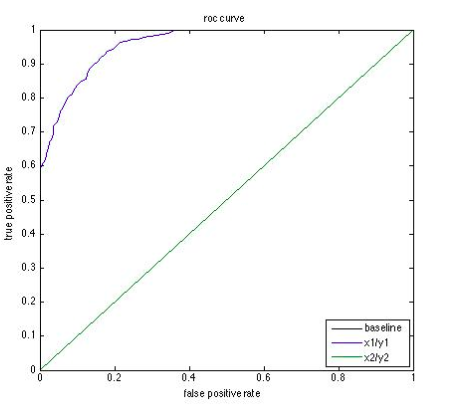 roc curve
1
0.9
0.8
0.7
0.6
0.5
0.4
0.3
0.2
0.1
0
true positive rate
baseline
x1/y1
x2/y2
0 0.2 0.4 0.6 0.8 1
false positive rate